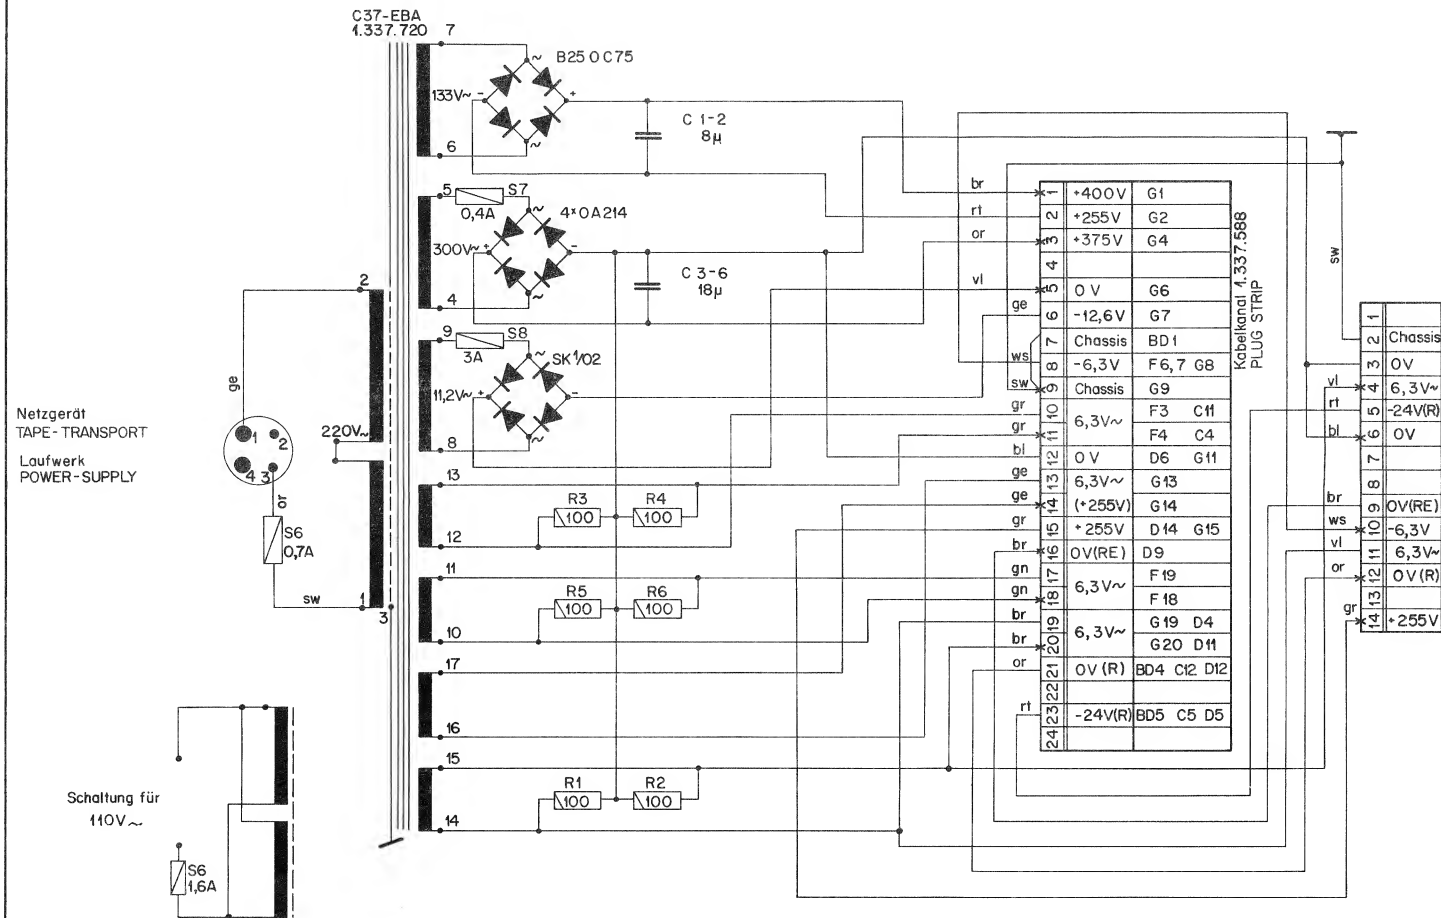 C37-EBA
1.337.720
7
B250C75
133V~
6
C 1-2
8µ
5
S7
0,4A
4×0A214
300V~
4
C 3-6
18µ
9
S8
3A
SK 1/02
11,2V~
8
2
ge
220V~
Netzgerät
TAPE-TRANSPORT
Laufwerk
POWER-SUPPLY
1
2
4
3
or
S6
0,7A
sw
1
3
13
R3
100
R4
100
12
11
R5
100
R6
100
10
17
16
15
R1
100
R2
100
14
Schaltung für
110V~
S6
1,6A
br 1 +400V G1
rt 2 +255V G2
or 3 +375V G4
4
vl 5 0V G6
ge 6 -12,6V G7
7 Chassis BD1
ws 8 -6,3V F6,7 G8
sw 9 Chassis G9
gr 10 6,3V~ F3 C11
gr 11 F4 C4
bl 12 0V D6 G11
ge 13 6,3V~ G13
ge 14 (+255V) G14
gr 15 +255V D14 G15
br 16 0V(RE) D9
gn 17 6,3V~ F19
gn 18 F18
br 19 6,3V~ G19 D4
br 20 G20 D11
or 21 0V(R) BD4 C12 D12
22
rt 23 -24V(R) BD5 C5 D5
24
Kabelkanal 1.337.588
PLUG STRIP
sw
1
2 Chassis
3 0V
vl 4 6,3V~
rt 5 -24V(R)
bl 6 0V
7
8
br 9 0V(RE)
ws 10 -6,3V
vl 11 6,3V~
or 12 0V(R)
13
gr 14 +255V